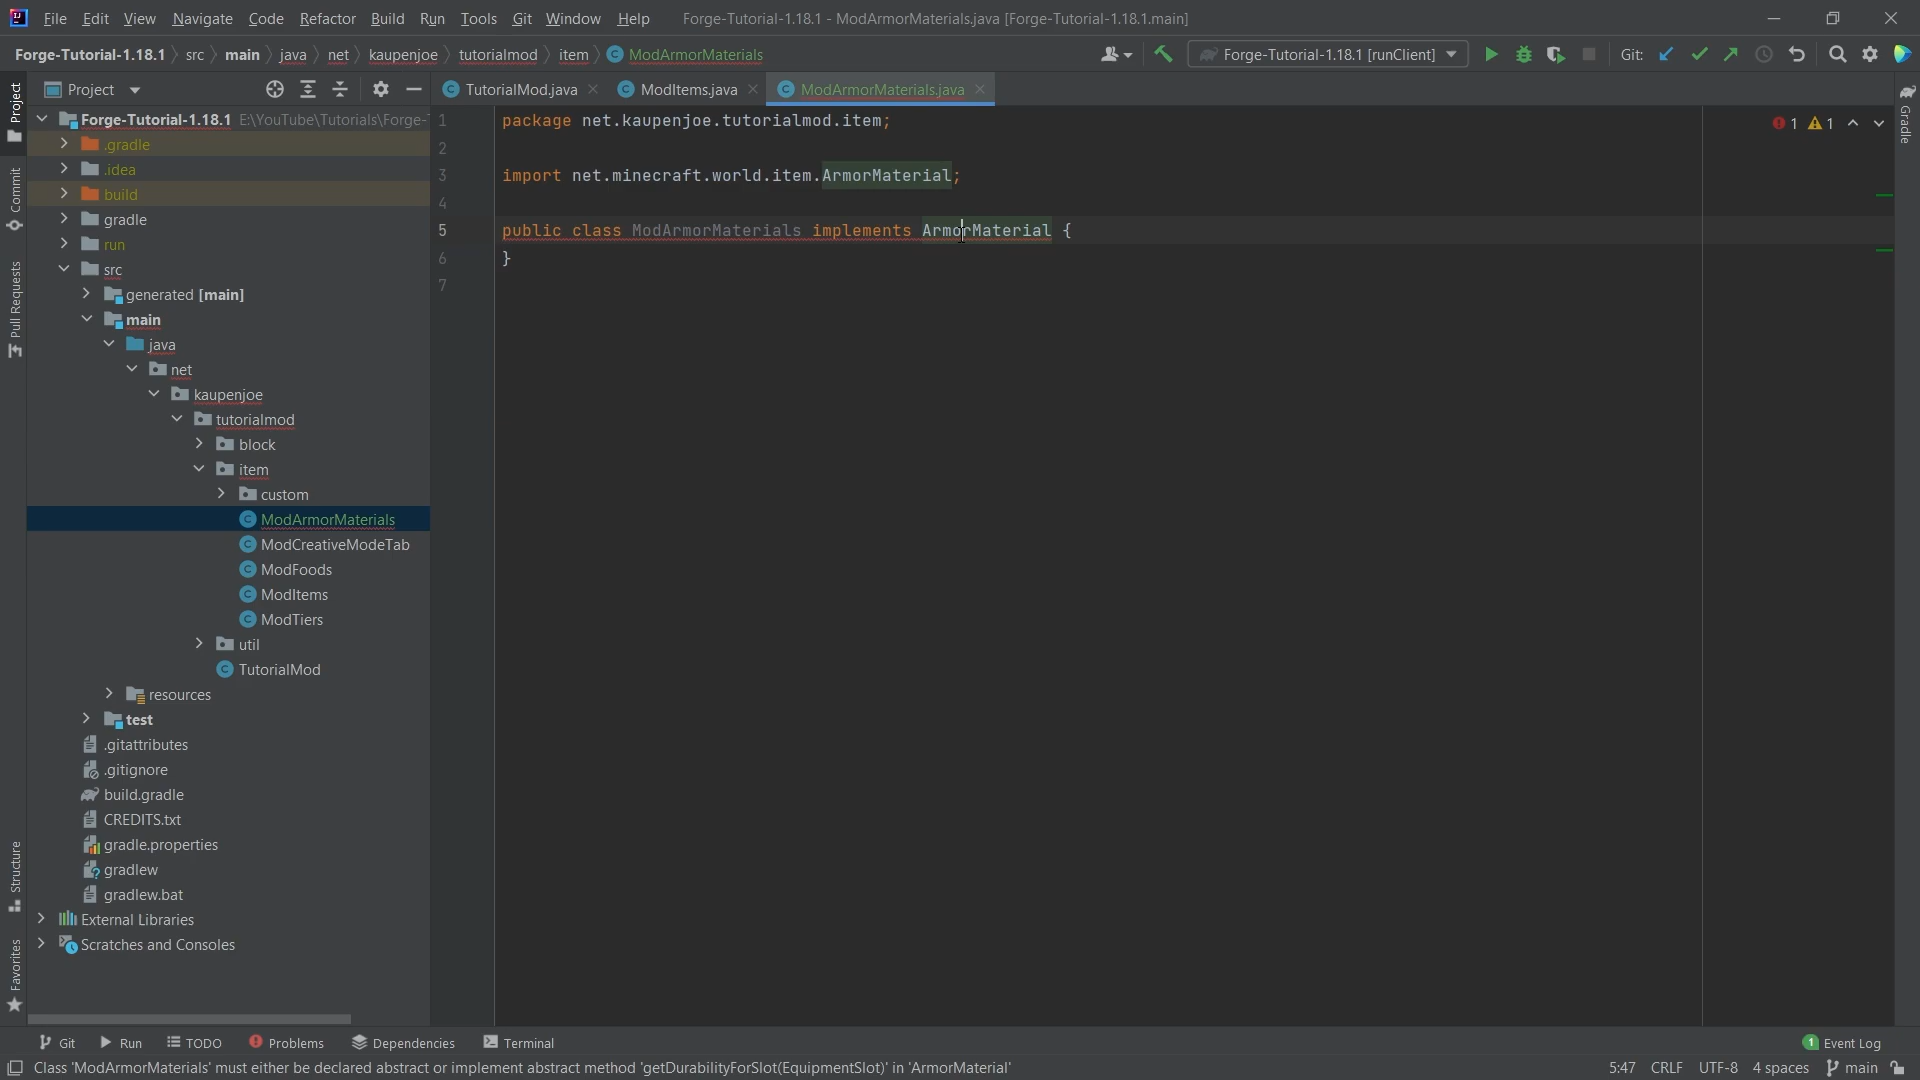 File Edit View Navigate Code Refactor Build Run Tools Git Window Help Forge-Tutorial-1.18.1 - ModArmorMaterials.java [Forge-Tutorial-1.18.1.main]
Forge-Tutorial-1.18.1 src main java net kaupenjoe tutorialmod item ModArmorMaterials Forge-Tutorial-1.18.1 [runClient] Git:
Project
TutorialMod.java ModItems.java ModArmorMaterials.java
Forge-Tutorial-1.18.1 E:\YouTube\Tutorials\Forge-
.gradle
.idea
build
gradle
run
src
generated [main]
main
java
net
kaupenjoe
tutorialmod
block
item
custom
ModArmorMaterials
ModCreativeModeTab
ModFoods
ModItems
ModTiers
util
TutorialMod
resources
test
.gitattributes
.gitignore
build.gradle
CREDITS.txt
gradle.properties
gradlew
gradlew.bat
External Libraries
Scratches and Consoles
1 package net.kaupenjoe.tutorialmod.item;
2
3 import net.minecraft.world.item.ArmorMaterial;
4
5 public class ModArmorMaterials implements ArmorMaterial {
6 }
7
1 1
Project
Commit
Pull Requests
Structure
Favorites
Gradle
Git Run TODO Problems Dependencies Terminal 1 Event Log
Class 'ModArmorMaterials' must either be declared abstract or implement abstract method 'getDurabilityForSlot(EquipmentSlot)' in 'ArmorMaterial' 5:47 CRLF UTF-8 4 spaces main